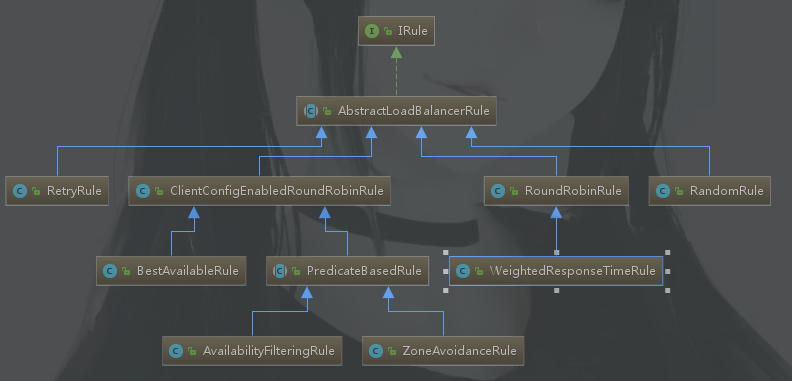 I IRule
C AbstractLoadBalancerRule
C RetryRule
C ClientConfigEnabledRoundRobinRule
C RoundRobinRule
C RandomRule
C BestAvailableRule
C PredicateBasedRule
C WeightedResponseTimeRule
C AvailabilityFilteringRule
C ZoneAvoidanceRule